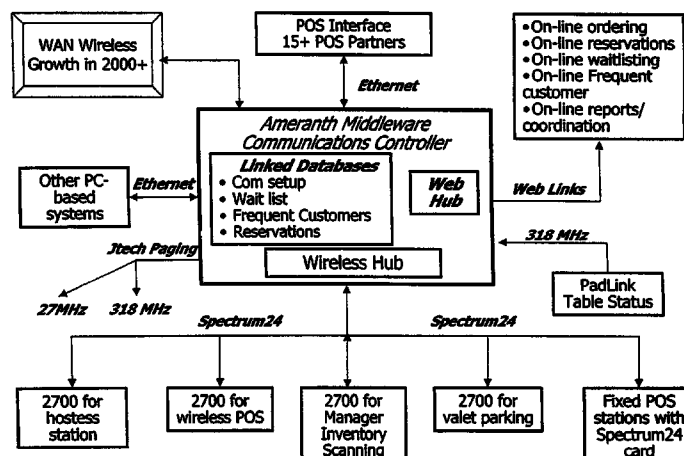 WAN Wireless
Growth in 2000+
POS Interface
15+ POS Partners
Ethernet
•On-line ordering
•On-line reservations
•On-line waitlisting
•On-line Frequent
customer
•On-line reports/
coordination
Ameranth Middleware
Communications Controller
Linked Databases
• Com setup
• Wait list
• Frequent Customers
• Reservations
Web
Hub
Wireless Hub
Other PC-
based
systems
Ethernet
Web Links
Jtech Paging
27MHz
318 MHz
318 MHz
PadLink
Table Status
Spectrum24
Spectrum24
2700 for
hostess
station
2700 for
wireless POS
2700 for
Manager
Inventory
Scanning
2700 for
valet parking
Fixed POS
stations with
Spectrum24
card